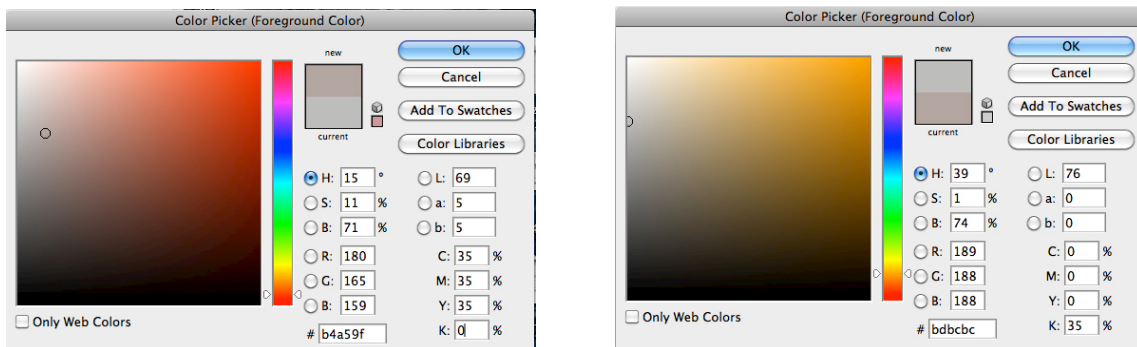 Color Picker (Foreground Color)
new
OK
Cancel
Add To Swatches
current
Color Libraries
H: 15 °
L: 69
S: 11 %
a: 5
B: 71 %
b: 5
R: 180
C: 35 %
G: 165
M: 35 %
B: 159
Y: 35 %
Only Web Colors
# b4a59f
K: 0 %
Color Picker (Foreground Color)
new
OK
Cancel
Add To Swatches
current
Color Libraries
H: 39 °
L: 76
S: 1 %
a: 0
B: 74 %
b: 0
R: 189
C: 0 %
G: 188
M: 0 %
B: 188
Y: 0 %
Only Web Colors
# bdbcbc
K: 35 %